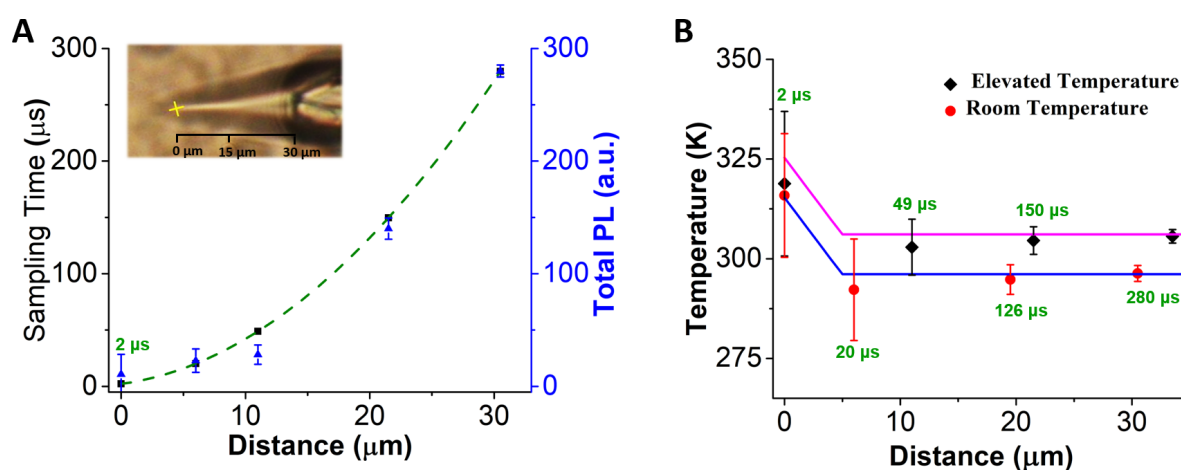 A
300
200
100
0
Sampling Time (μs)
0 μm 15 μm 30 μm
2 μs
0 10 20 30
Distance (μm)
300
200
100
0
Total PL (a.u.)
B
350
325
300
275
Temperature (K)
Elevated Temperature
Room Temperature
2 μs
49 μs
150 μs
20 μs
126 μs
280 μs
0 10 20 30
Distance (μm)